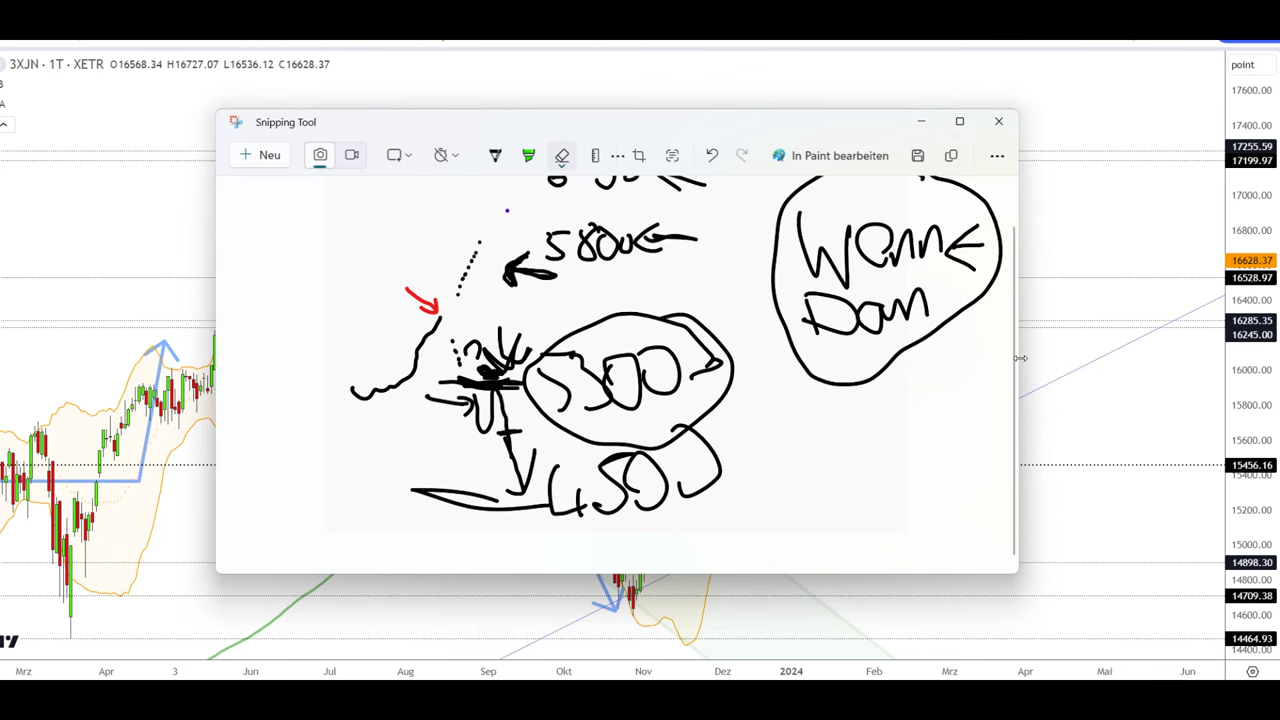 3XJN · 1T · XETR O16568.34 H16727.07 L16536.12 C16628.37
B
A
point
17600.00
17400.00
17255.59
17199.97
17000.00
16800.00
16628.37
16528.97
16400.00
16285.35
16245.00
16000.00
15800.00
15600.00
15456.16
15200.00
15000.00
14898.30
14800.00
14709.38
14600.00
14464.93
14400.00
Snipping Tool
Neu
In Paint bearbeiten
5800
5300
4500
Wenn
Dan
Mrz Apr 3 Jun Jul Aug Sep Okt Nov Dez 2024 Feb Mrz Apr Mai Jun